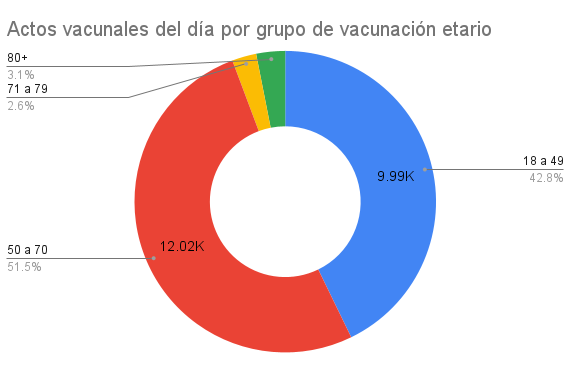 Actos vacunales del día por grupo de vacunación etario
80+
3.1%
71 a 79
2.6%
18 a 49
42.8%
9.99K
12.02K
50 a 70
51.5%